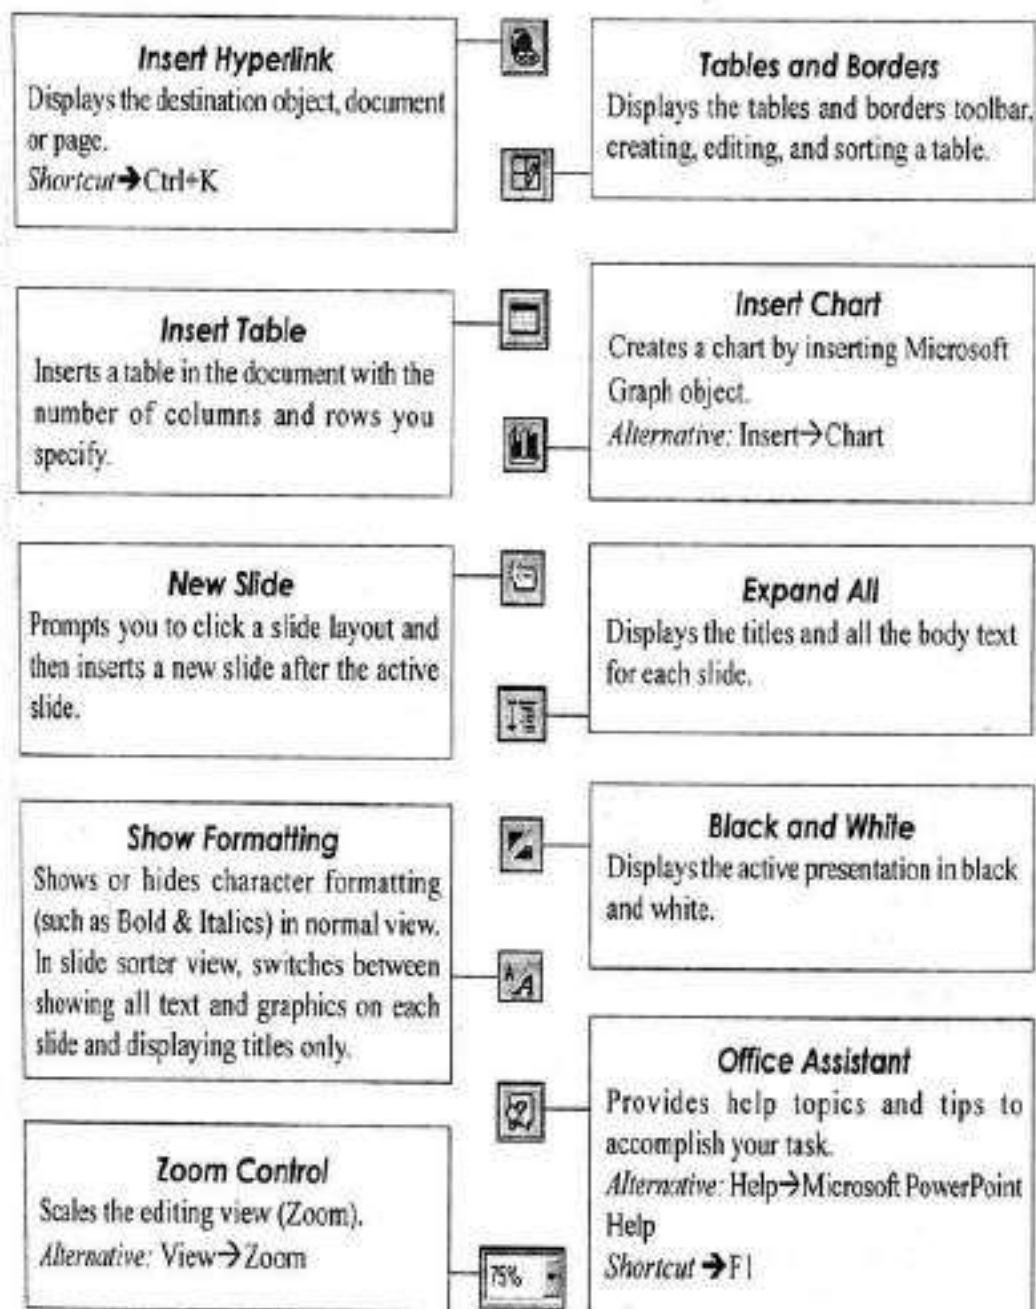 Insert Hyperlink
Displays the destination object, document
or page.
Shortcut➔Ctrl+K
Tables and Borders
Displays the tables and borders toolbar,
creating, editing, and sorting a table.
Insert Table
Inserts a table in the document with the
number of columns and rows you
specify.
Insert Chart
Creates a chart by inserting Microsoft
Graph object.
Alternative: Insert→Chart
New Slide
Prompts you to click a slide layout and
then inserts a new slide after the active
slide.
Expand All
Displays the titles and all the body text
for each slide.
Show Formatting
Shows or hides character formatting
(such as Bold & Italics) in normal view.
In slide sorter view, switches between
showing all text and graphics on each
slide and displaying titles only.
Black and White
Displays the active presentation in black
and white.
A A
Office Assistant
Provides help topics and tips to
accomplish your task.
Alternative: Help→Microsoft PowerPoint
Help
Shortcut ➔F1
Zoom Control
Scales the editing view (Zoom).
Alternative: View→Zoom
75%